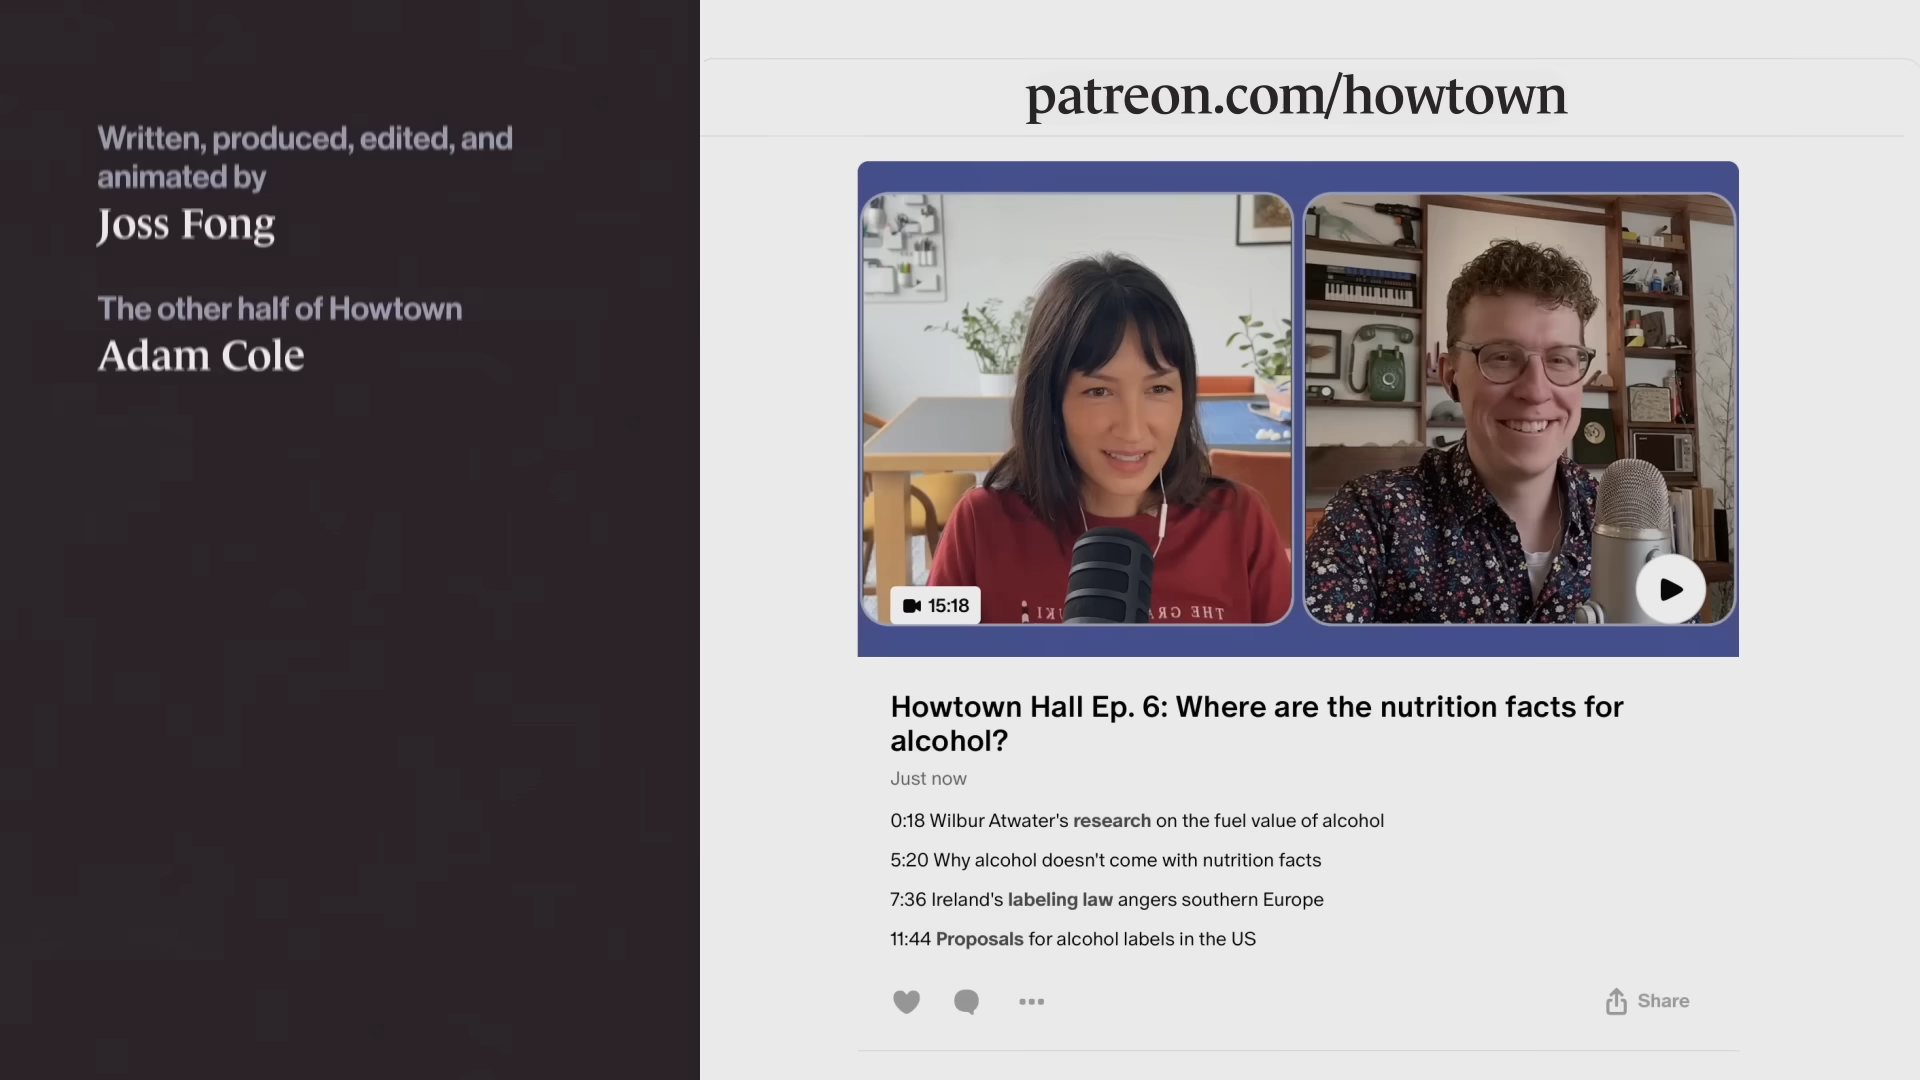 Written, produced, edited, and
animated by
Joss Fong
The other half of Howtown
Adam Cole
patreon.com/howtown
15:18
Howtown Hall Ep. 6: Where are the nutrition facts for
alcohol?
Just now
0:18 Wilbur Atwater's research on the fuel value of alcohol
5:20 Why alcohol doesn't come with nutrition facts
7:36 Ireland's labeling law angers southern Europe
11:44 Proposals for alcohol labels in the US
Share